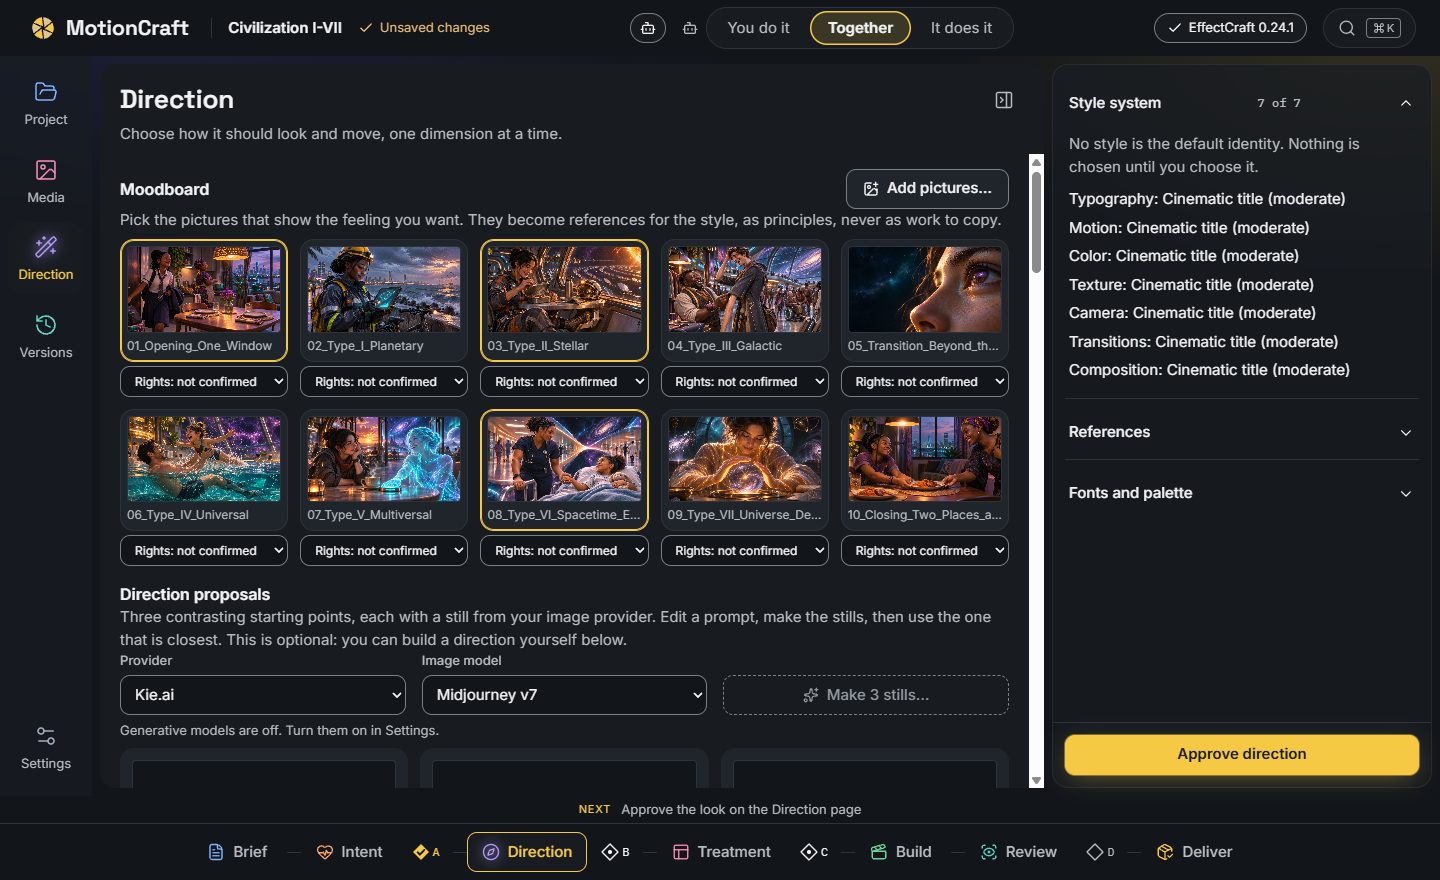 MotionCraft
Civilization I-VII
Unsaved changes
You do it
Together
It does it
EffectCraft 0.24.1
⌘K
Project
Media
Direction
Versions
Settings
Direction
Choose how it should look and move, one dimension at a time.
Moodboard
Add pictures...
Pick the pictures that show the feeling you want. They become references for the style, as principles, never as work to copy.
01_Opening_One_Window
02_Type_I_Planetary
03_Type_II_Stellar
04_Type_III_Galactic
05_Transition_Beyond_th...
Rights: not confirmed
Rights: not confirmed
Rights: not confirmed
Rights: not confirmed
Rights: not confirmed
06_Type_IV_Universal
07_Type_V_Multiversal
08_Type_VI_Spacetime_E...
09_Type_VII_Universe_De...
10_Closing_Two_Places_a...
Rights: not confirmed
Rights: not confirmed
Rights: not confirmed
Rights: not confirmed
Rights: not confirmed
Direction proposals
Three contrasting starting points, each with a still from your image provider. Edit a prompt, make the stills, then use the one
that is closest. This is optional: you can build a direction yourself below.
Provider
Image model
Kie.ai
Midjourney v7
Make 3 stills...
Generative models are off. Turn them on in Settings.
Style system
7 of 7
No style is the default identity. Nothing is
chosen until you choose it.
Typography: Cinematic title (moderate)
Motion: Cinematic title (moderate)
Color: Cinematic title (moderate)
Texture: Cinematic title (moderate)
Camera: Cinematic title (moderate)
Transitions: Cinematic title (moderate)
Composition: Cinematic title (moderate)
References
Fonts and palette
Approve direction
NEXT Approve the look on the Direction page
Brief
Intent
A
Direction
B
Treatment
C
Build
Review
D
Deliver